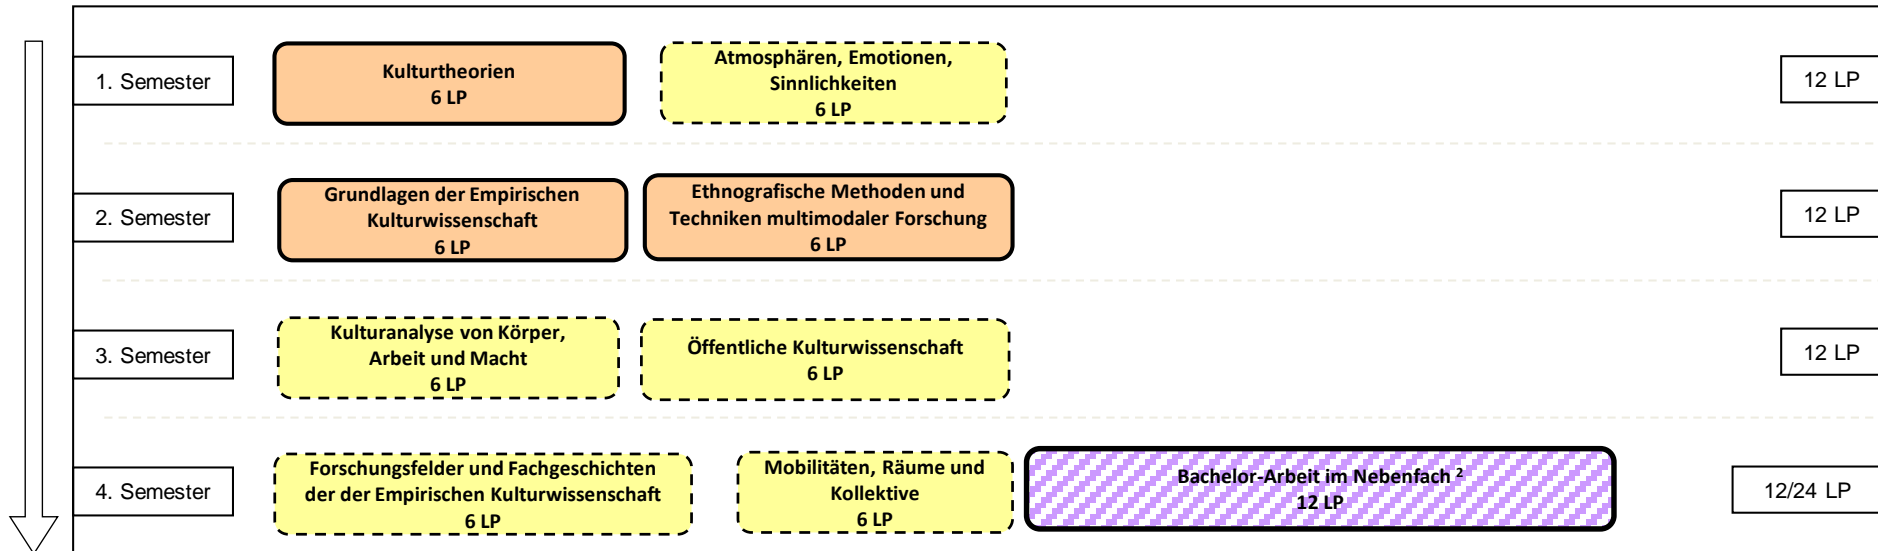 1. Semester
Kulturtheorien
6 LP
Atmosphären, Emotionen,
Sinnlichkeiten
6 LP
12 LP
2. Semester
Grundlagen der Empirischen
Kulturwissenschaft
6 LP
Ethnografische Methoden und
Techniken multimodaler Forschung
6 LP
12 LP
3. Semester
Kulturanalyse von Körper,
Arbeit und Macht
6 LP
Öffentliche Kulturwissenschaft
6 LP
12 LP
4. Semester
Forschungsfelder und Fachgeschichten
der der Empirischen Kulturwissenschaft
6 LP
Mobilitäten, Räume und
Kollektive
6 LP
Bachelor-Arbeit im Nebenfach ²
12 LP
12/24 LP